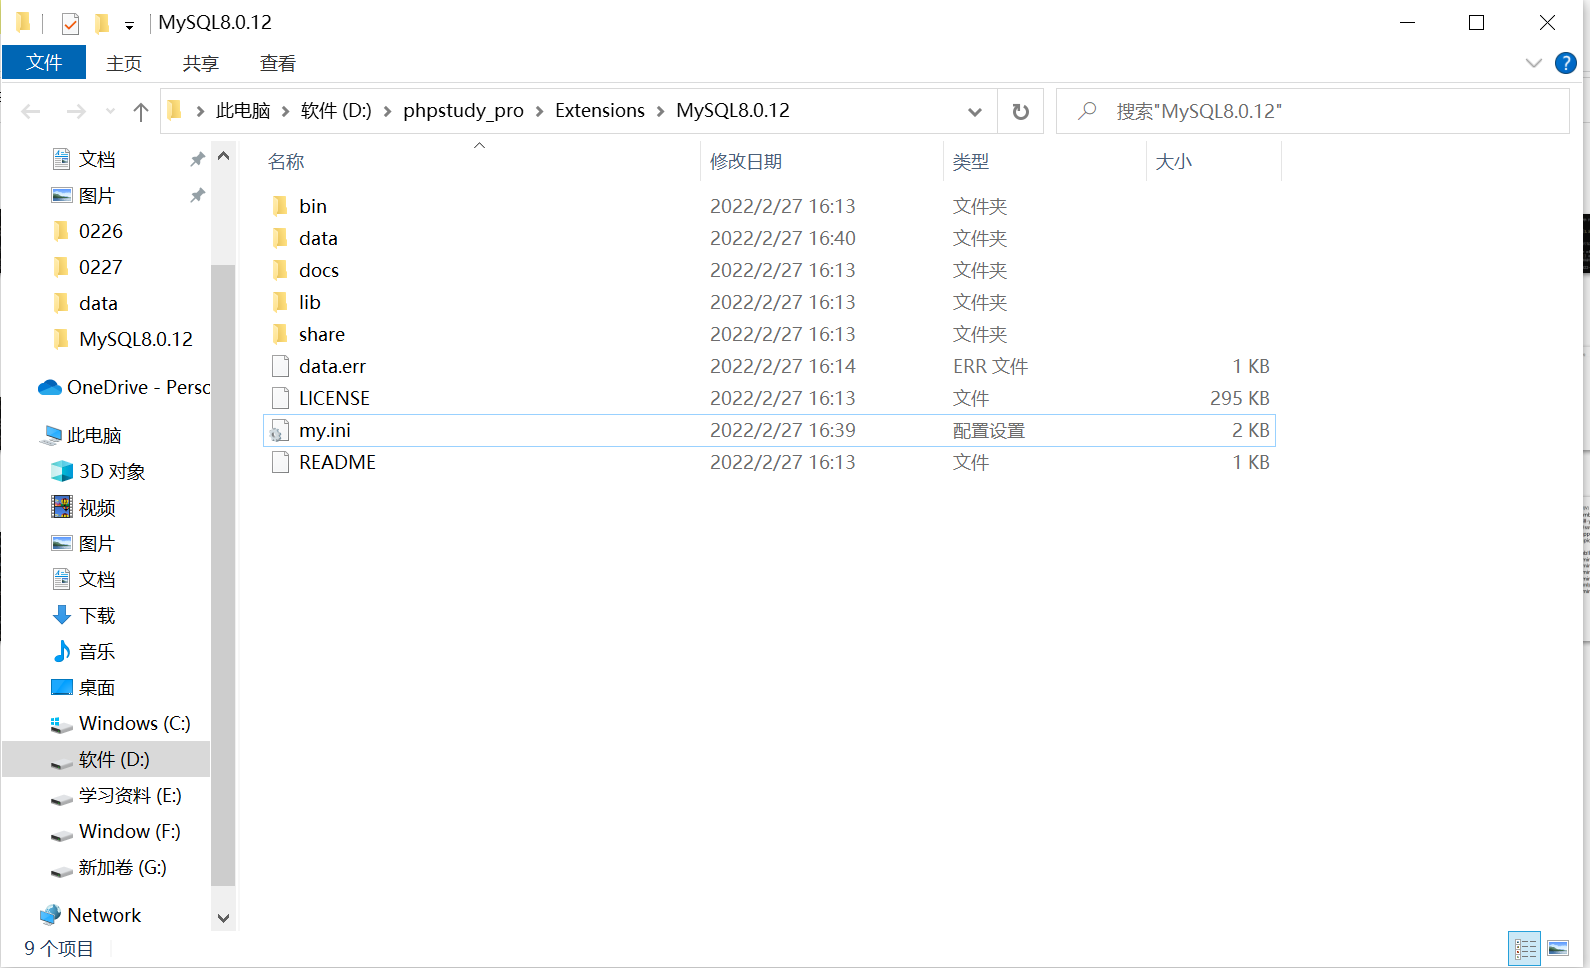 MySQL8.0.12
文件 主页 共享 查看
此电脑 软件 (D:) phpstudy_pro Extensions MySQL8.0.12
搜索"MySQL8.0.12"
文档
图片
0226
0227
data
MySQL8.0.12
OneDrive - Perso
此电脑
3D 对象
视频
图片
文档
下载
音乐
桌面
Windows (C:)
软件 (D:)
学习资料 (E:)
Window (F:)
新加卷 (G:)
Network
名称 修改日期 类型 大小
bin 2022/2/27 16:13 文件夹
data 2022/2/27 16:40 文件夹
docs 2022/2/27 16:13 文件夹
lib 2022/2/27 16:13 文件夹
share 2022/2/27 16:13 文件夹
data.err 2022/2/27 16:14 ERR 文件 1 KB
LICENSE 2022/2/27 16:13 文件 295 KB
my.ini 2022/2/27 16:39 配置设置 2 KB
README 2022/2/27 16:13 文件 1 KB
9 个项目